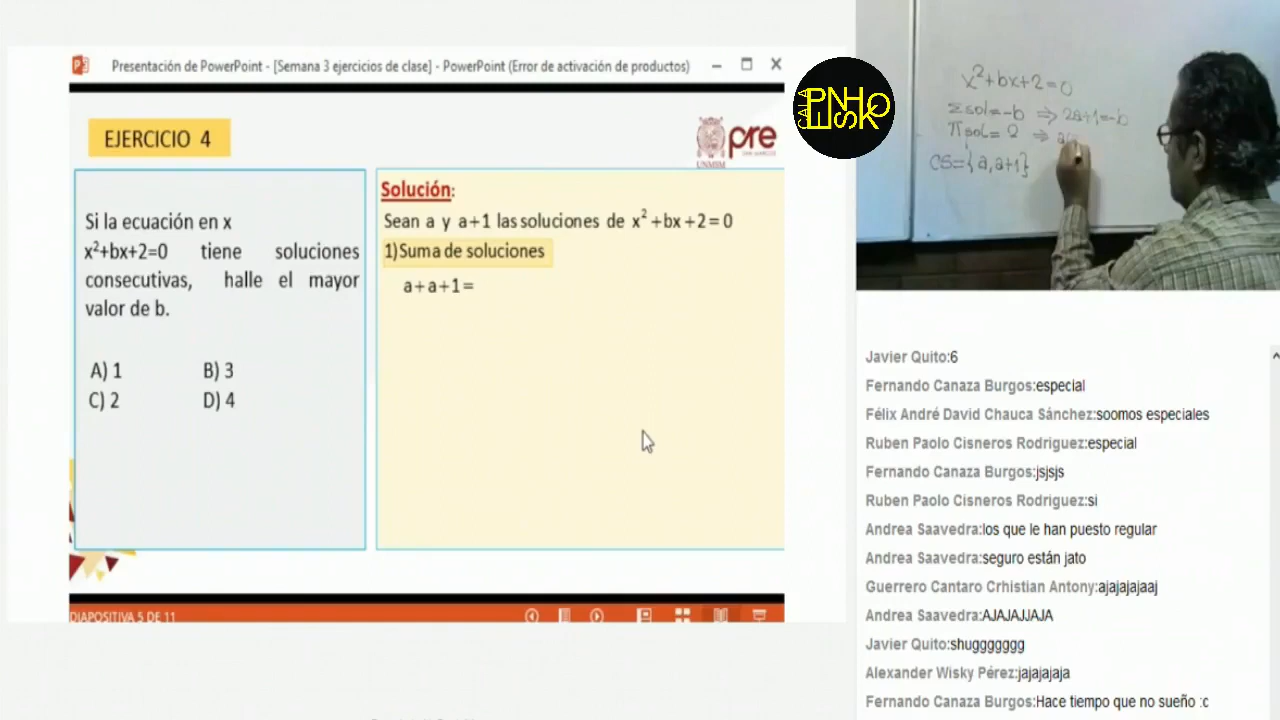 Presentación de PowerPoint - [Semana 3 ejercicios de clase] - PowerPoint (Error de activación de productos)
EJERCICIO 4
pre
SAN MARCOS
UNMSM
Si la ecuación en x
x²+bx+2=0 tiene soluciones
consecutivas, halle el mayor
valor de b.
A) 1 B) 3
C) 2 D) 4
Solución:
Sean a y a+1 las soluciones de x² +bx +2 = 0
1)Suma de soluciones
a+a+1=
DIAPOSITIVA 5 DE 11
x²+bx+2=0
Σ sol=-b ⇒ 2a+1=-b
π sol= 2 ⇒
CS={a, a+1}
Javier Quito:6
Fernando Canaza Burgos:especial
Félix André David Chauca Sánchez:soomos especiales
Ruben Paolo Cisneros Rodriguez:especial
Fernando Canaza Burgos:jsjsjs
Ruben Paolo Cisneros Rodriguez:si
Andrea Saavedra:los que le han puesto regular
Andrea Saavedra:seguro están jato
Guerrero Cantaro Crhistian Antony:ajajajajaaj
Andrea Saavedra:AJAJAJJAJA
Javier Quito:shuggggggg
Alexander Wisky Pérez:jajajajaja
Fernando Canaza Burgos:Hace tiempo que no sueño :c